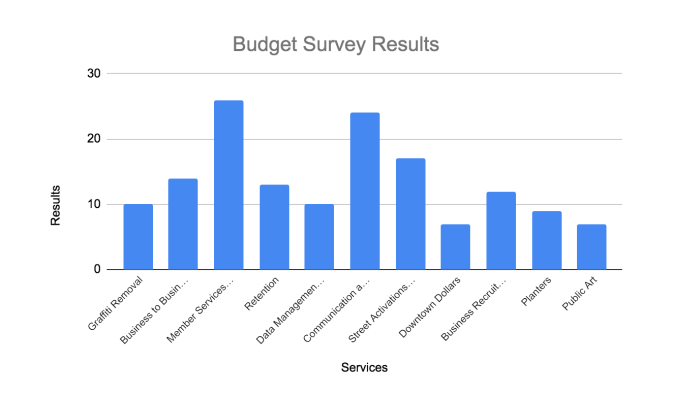 Budget Survey Results
30
20
10
0
Results
Graffiti Removal
Business to Busin…
Member Services…
Retention
Data Managemen…
Communication a…
Street Activations…
Downtown Dollars
Business Recruit…
Planters
Public Art
Services